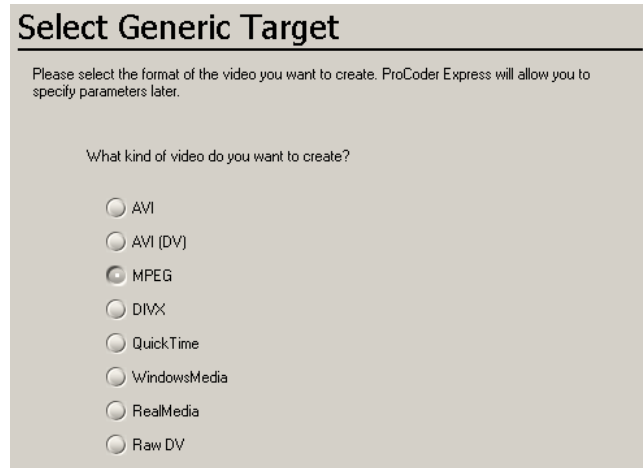 Select Generic Target
Please select the format of the video you want to create. ProCoder Express will allow you to
specify parameters later.
What kind of video do you want to create?
AVI
AVI (DV)
MPEG
DIVX
QuickTime
WindowsMedia
RealMedia
Raw DV